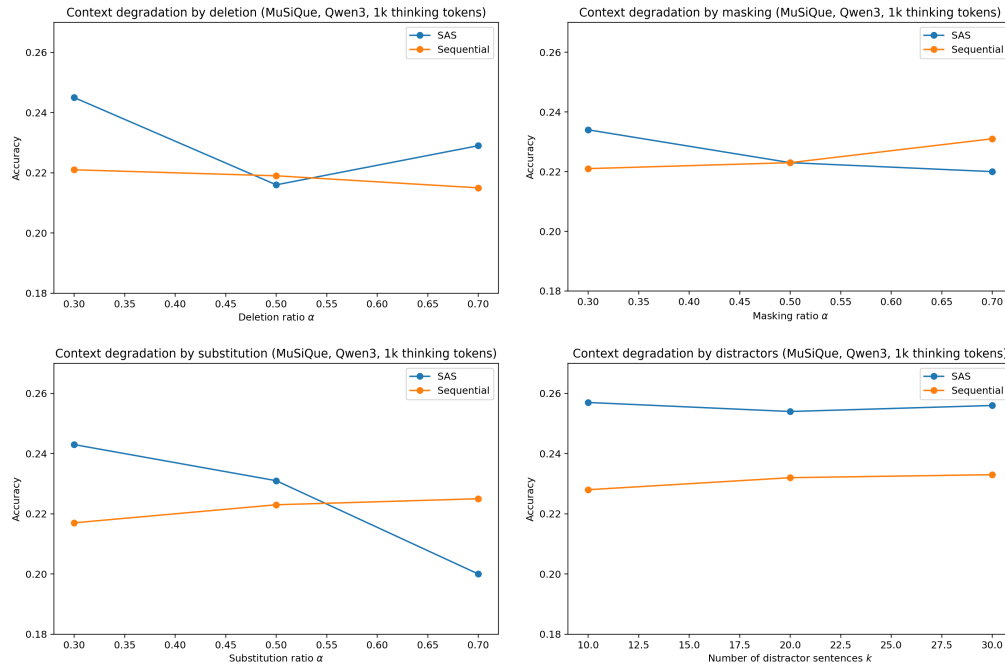 Context degradation by deletion (MuSiQue, Qwen3, 1k thinking tokens)
SAS
Sequential
0.26
0.24
0.22
0.20
0.18
Accuracy
0.30 0.35 0.40 0.45 0.50 0.55 0.60 0.65 0.70
Deletion ratio α
Context degradation by masking (MuSiQue, Qwen3, 1k thinking tokens)
SAS
Sequential
0.26
0.24
0.22
0.20
0.18
Accuracy
0.30 0.35 0.40 0.45 0.50 0.55 0.60 0.65 0.70
Masking ratio α
Context degradation by substitution (MuSiQue, Qwen3, 1k thinking tokens)
SAS
Sequential
0.26
0.24
0.22
0.20
0.18
Accuracy
0.30 0.35 0.40 0.45 0.50 0.55 0.60 0.65 0.70
Substitution ratio α
Context degradation by distractors (MuSiQue, Qwen3, 1k thinking tokens)
SAS
Sequential
0.26
0.24
0.22
0.20
0.18
Accuracy
10.0 12.5 15.0 17.5 20.0 22.5 25.0 27.5 30.0
Number of distractor sentences k